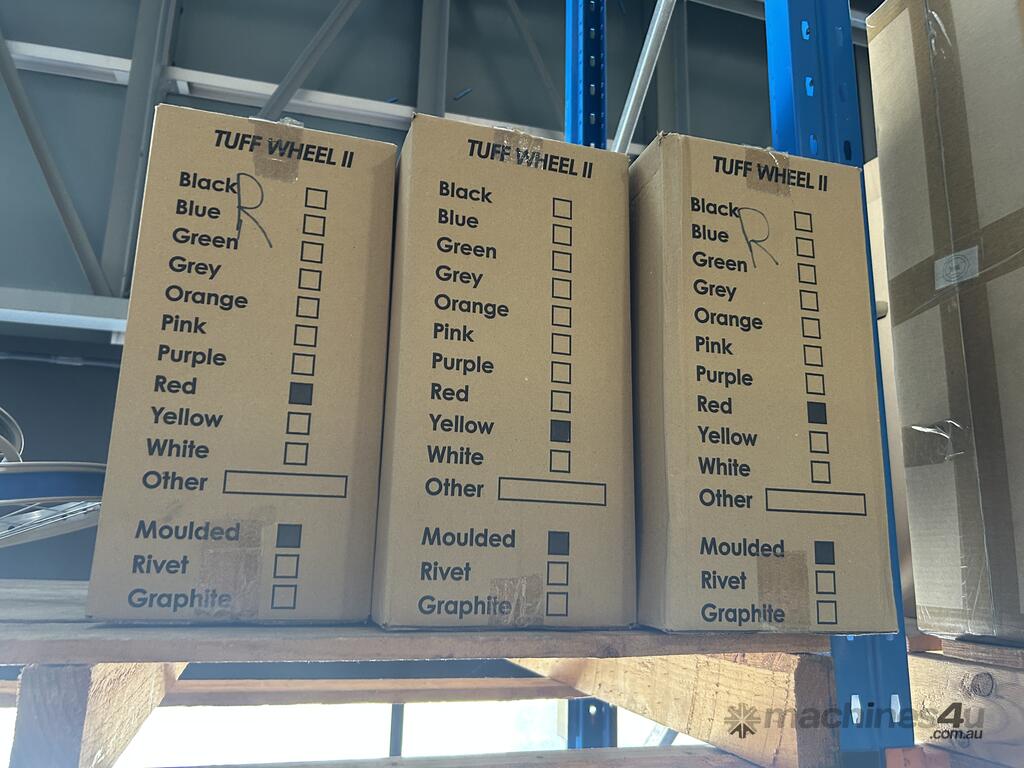 TUFF WHEEL II
Black
R
Blue
Green
Grey
Orange
Pink
Purple
Red
Yellow
White
Other
Moulded
Rivet
Graphite
TUFF WHEEL II
Black
Blue
Green
Grey
Orange
Pink
Purple
Red
Yellow
White
Other
Moulded
Rivet
Graphite
TUFF WHEEL II
Black
R
Blue
Green
Grey
Orange
Pink
Purple
Red
Yellow
White
Other
Moulded
Rivet
Graphite
machines4u
.com.au